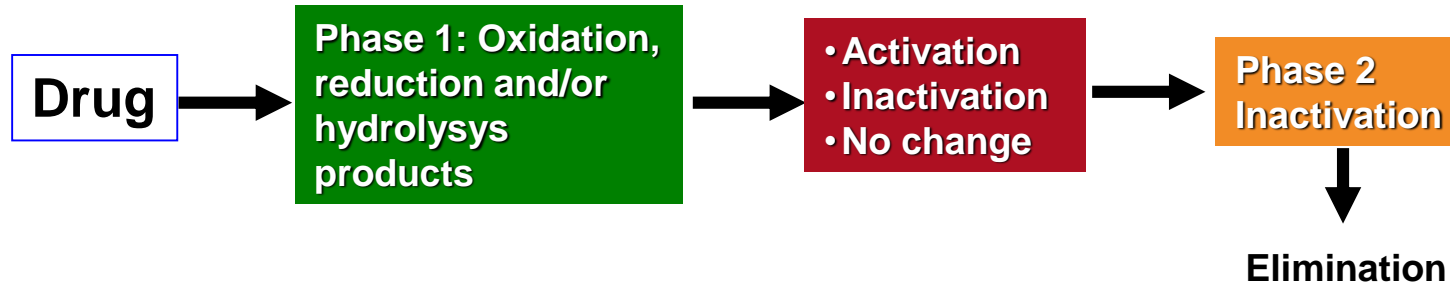 Drug
Phase 1: Oxidation,
reduction and/or
hydrolysys
products
• Activation
• Inactivation
• No change
Phase 2
Inactivation
Elimination